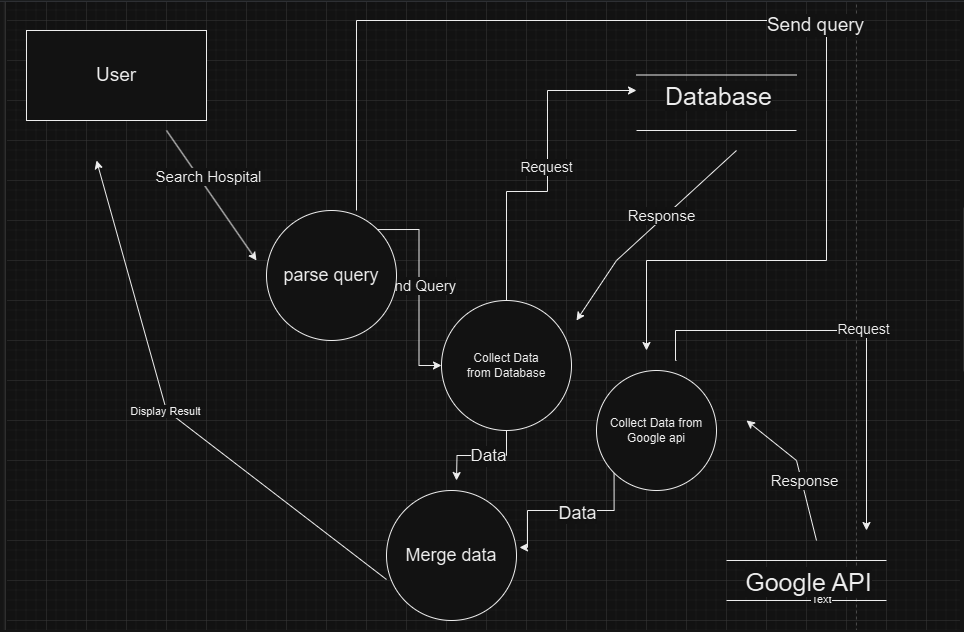 Send query
User
Database
Request
Search Hospital
Response
parse query
nd Query
Request
Collect Data
from Database
Display Result
Collect Data from
Google api
Data
Response
Data
Merge data
Google API
Text